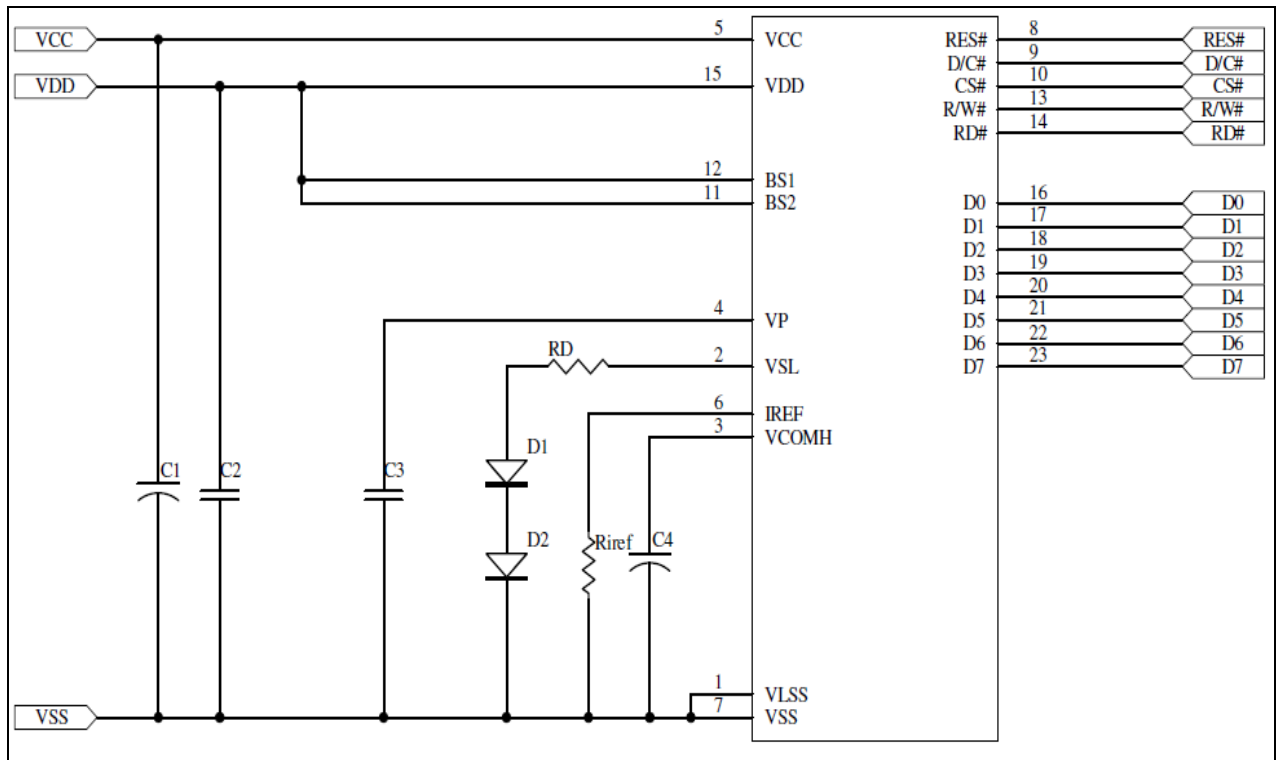 VCC 5 VCC RES# 8 RES#
D/C# 9 D/C#
VDD 15 VDD CS# 10 CS#
R/W# 13 R/W#
RD# 14 RD#
12 BS1
11 BS2 D0 16 D0
D1 17 D1
D2 18 D2
D3 19 D3
D4 20 D4
4 VP D5 21 D5
D6 22 D6
RD 2 VSL D7 23 D7
6 IREF
3 VCOMH
D1
C1 C2 C3
D2 Riref C4
1 VLSS
VSS 7 VSS